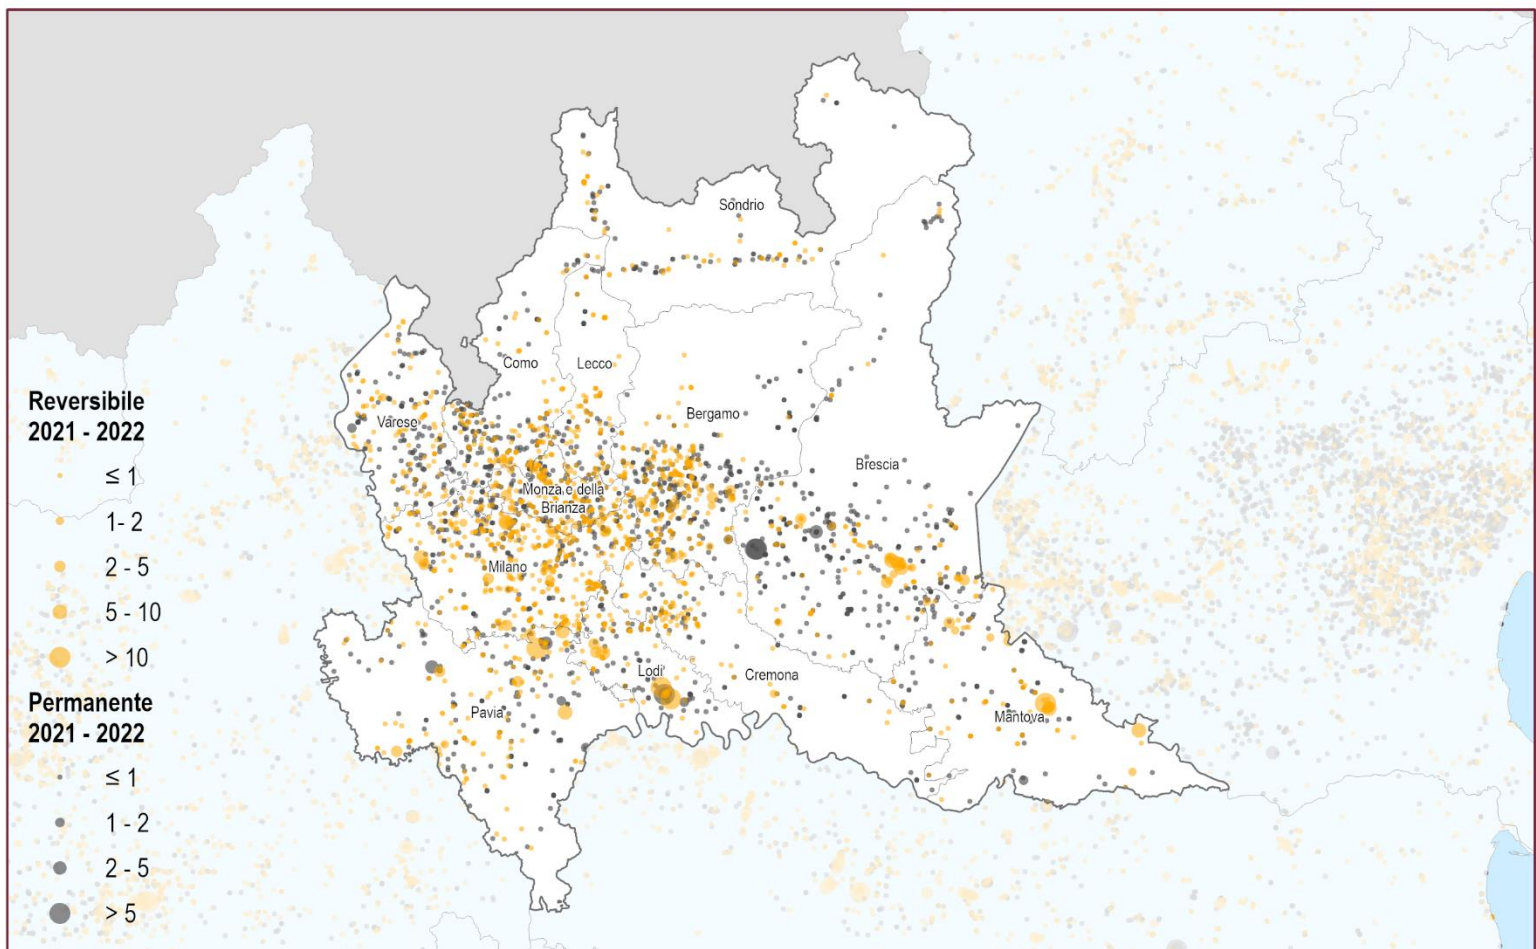 Sondrio
Como
Lecco
Varese
Bergamo
Brescia
Monza e della
Brianza
Milano
Lodi
Cremona
Pavia
Mantova
Reversibile
2021 - 2022
≤ 1
1- 2
2 - 5
5 - 10
> 10
Permanente
2021 - 2022
≤ 1
1 - 2
2 - 5
> 5